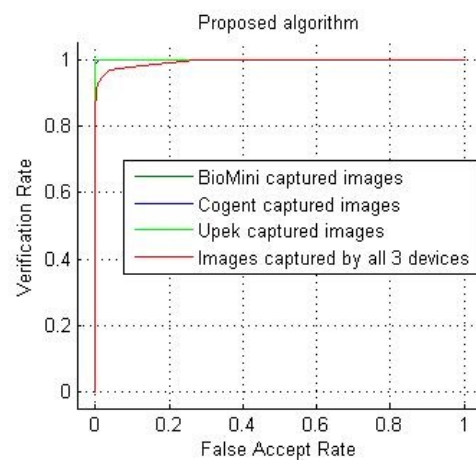 Proposed algorithm
1
0.8
0.6
0.4
0.2
0
Verification Rate
BioMini captured images
Cogent captured images
Upek captured images
Images captured by all 3 devices
0 0.2 0.4 0.6 0.8 1
False Accept Rate